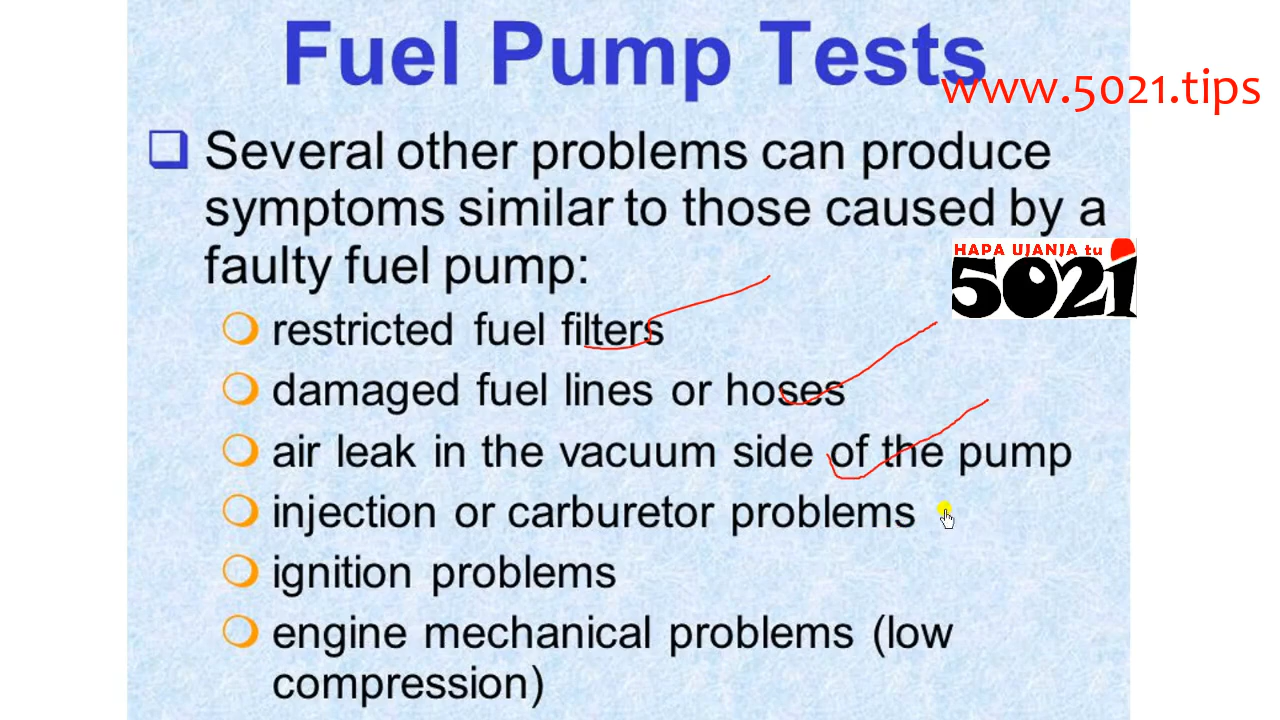 Fuel Pump Tests
www.5021.tips
Several other problems can produce
symptoms similar to those caused by a
faulty fuel pump:
HAPA UJANJA tu
5021
restricted fuel filters
damaged fuel lines or hoses
air leak in the vacuum side of the pump
injection or carburetor problems
ignition problems
engine mechanical problems (low
compression)